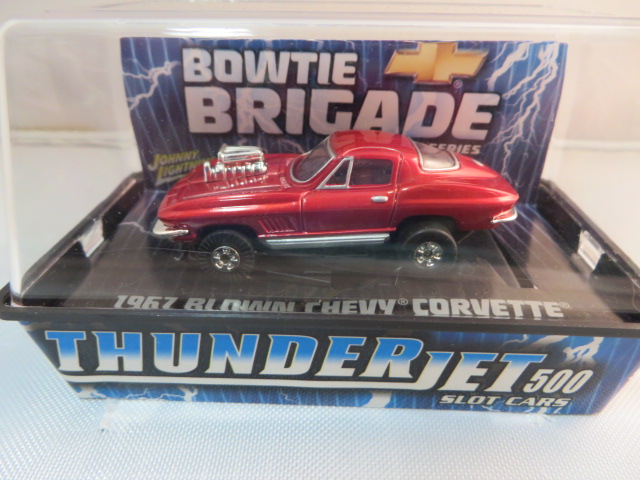 BOWTIE
BRIGADE
SERIES
JOHNNY
LIGHTNING
1967 BLOWN CHEVY® CORVETTE®
THUNDERJET 500
SLOT CARS